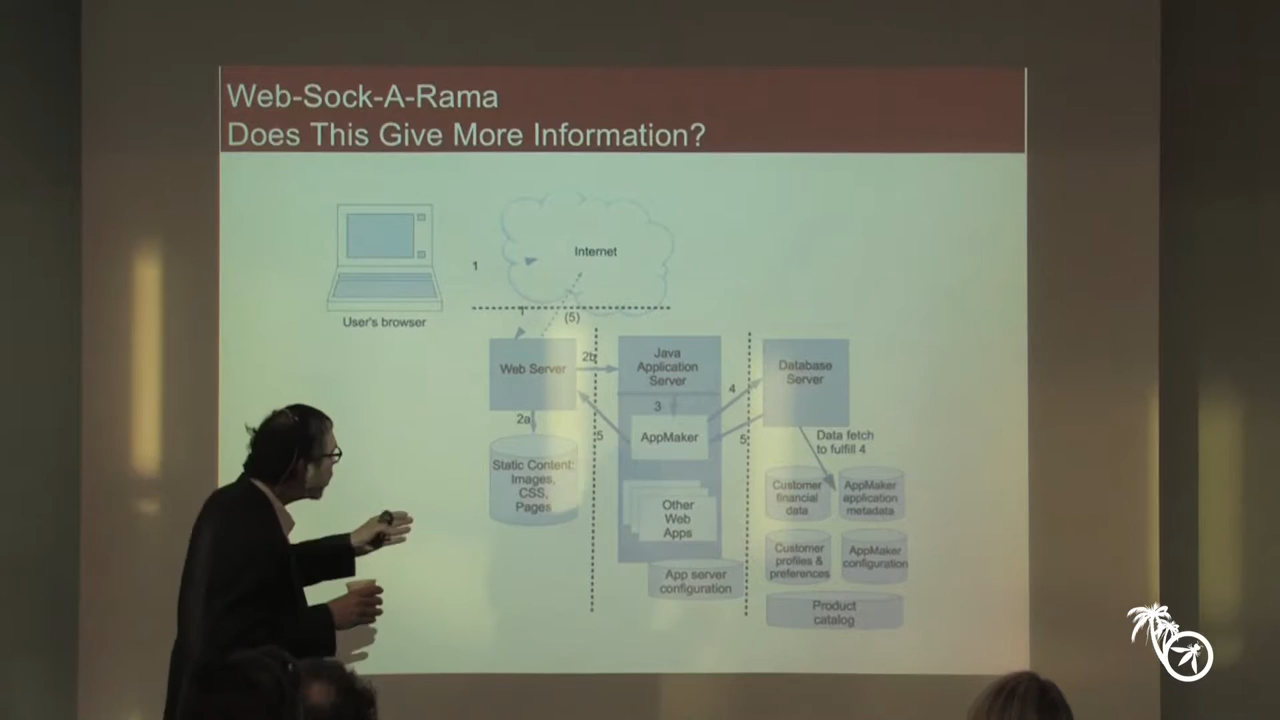 Web-Sock-A-Rama
Does This Give More Information?
Internet
1
User's browser
1
(5)
Web Server
2b
Java
Application
Server
Database
Server
4
3
2a
5
AppMaker
5
Data fetch
to fulfill 4
Static Content:
Images,
CSS,
Pages
Customer
financial
data
AppMaker
application
metadata
Other
Web
Apps
Customer
profiles &
preferences
AppMaker
configuration
App server
configuration
Product
catalog